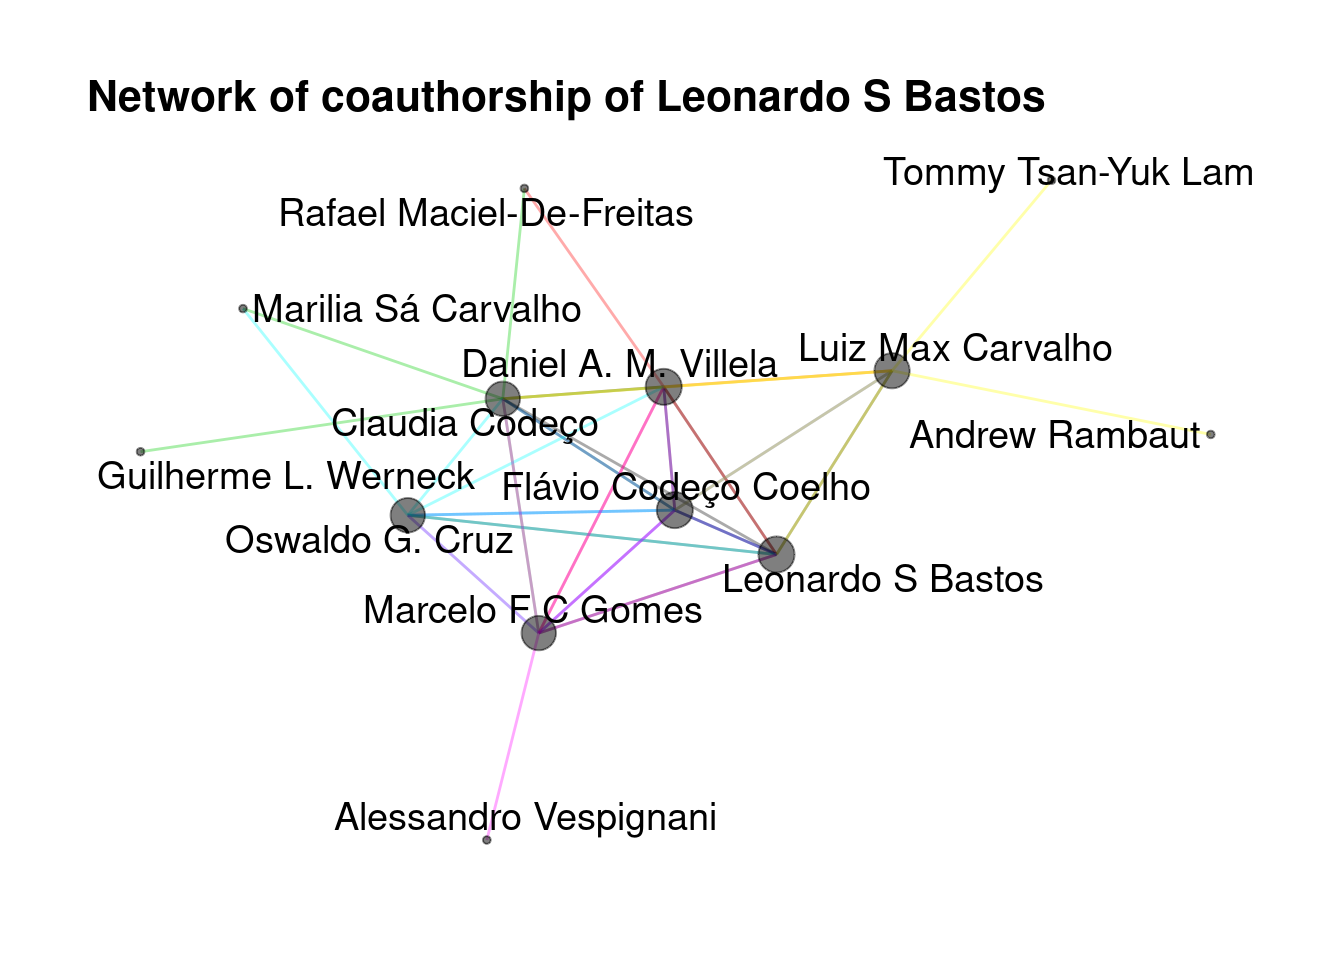 Network of coauthorship of Leonardo S Bastos
Tommy Tsan-Yuk Lam
Rafael Maciel-De-Freitas
Marilia Sá Carvalho
Luiz Max Carvalho
Daniel A. M. Villela
Claudia Codeço
Andrew Rambaut
Guilherme L. Werneck
Flávio Codeço Coelho
Oswaldo G. Cruz
Leonardo S Bastos
Marcelo F C Gomes
Alessandro Vespignani